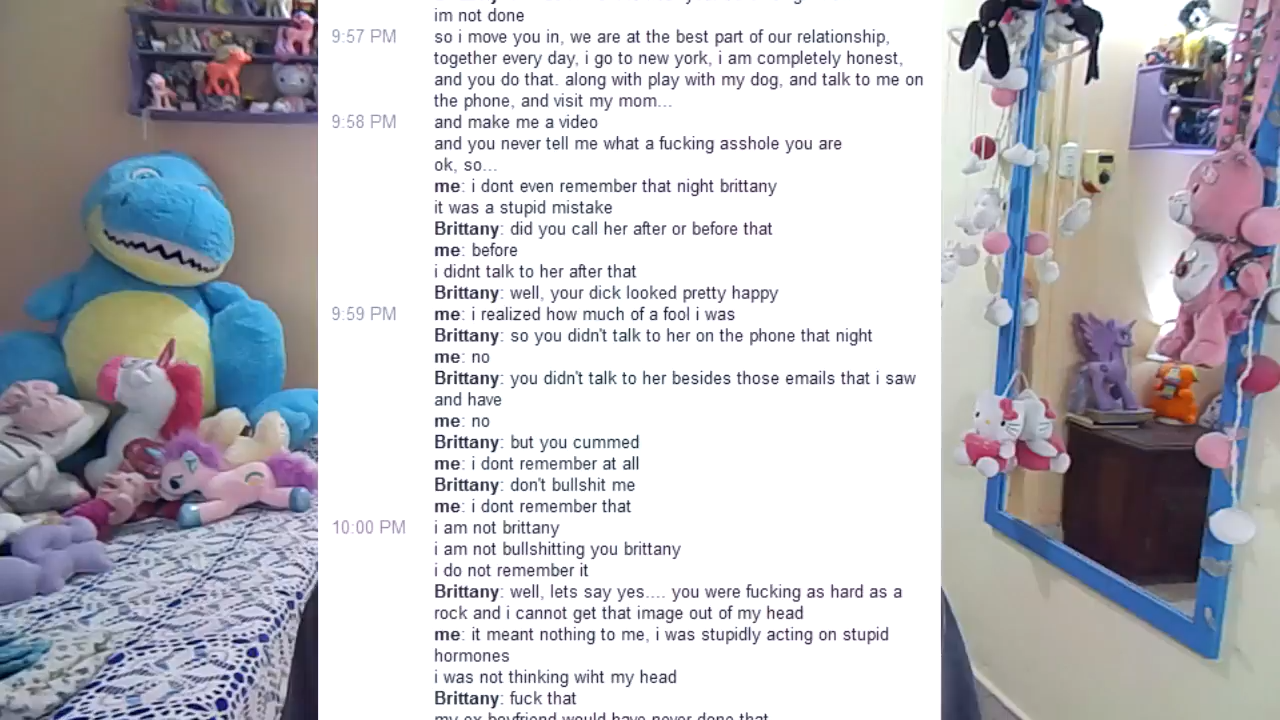 im not done
9:57 PM so i move you in, we are at the best part of our relationship,
together every day, i go to new york, i am completely honest,
and you do that. along with play with my dog, and talk to me on
the phone, and visit my mom...
9:58 PM and make me a video
and you never tell me what a fucking asshole you are
ok, so...
me: i dont even remember that night brittany
it was a stupid mistake
Brittany: did you call her after or before that
me: before
i didnt talk to her after that
Brittany: well, your dick looked pretty happy
9:59 PM me: i realized how much of a fool i was
Brittany: so you didn't talk to her on the phone that night
me: no
Brittany: you didn't talk to her besides those emails that i saw
and have
me: no
Brittany: but you cummed
me: i dont remember at all
Brittany: don't bullshit me
me: i dont remember that
10:00 PM i am not brittany
i am not bullshitting you brittany
i do not remember it
Brittany: well, lets say yes.... you were fucking as hard as a
rock and i cannot get that image out of my head
me: it meant nothing to me, i was stupidly acting on stupid
hormones
i was not thinking wiht my head
Brittany: fuck that
my ex boyfriend would have never done that